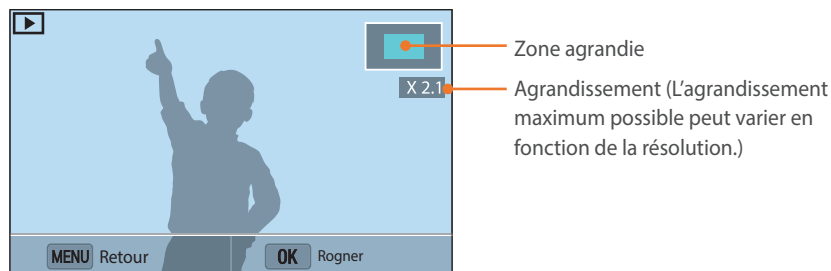 Zone agrandie
X 2.1
Agrandissement (L'agrandissement
maximum possible peut varier en
fonction de la résolution.)
MENU Retour
OK Rogner